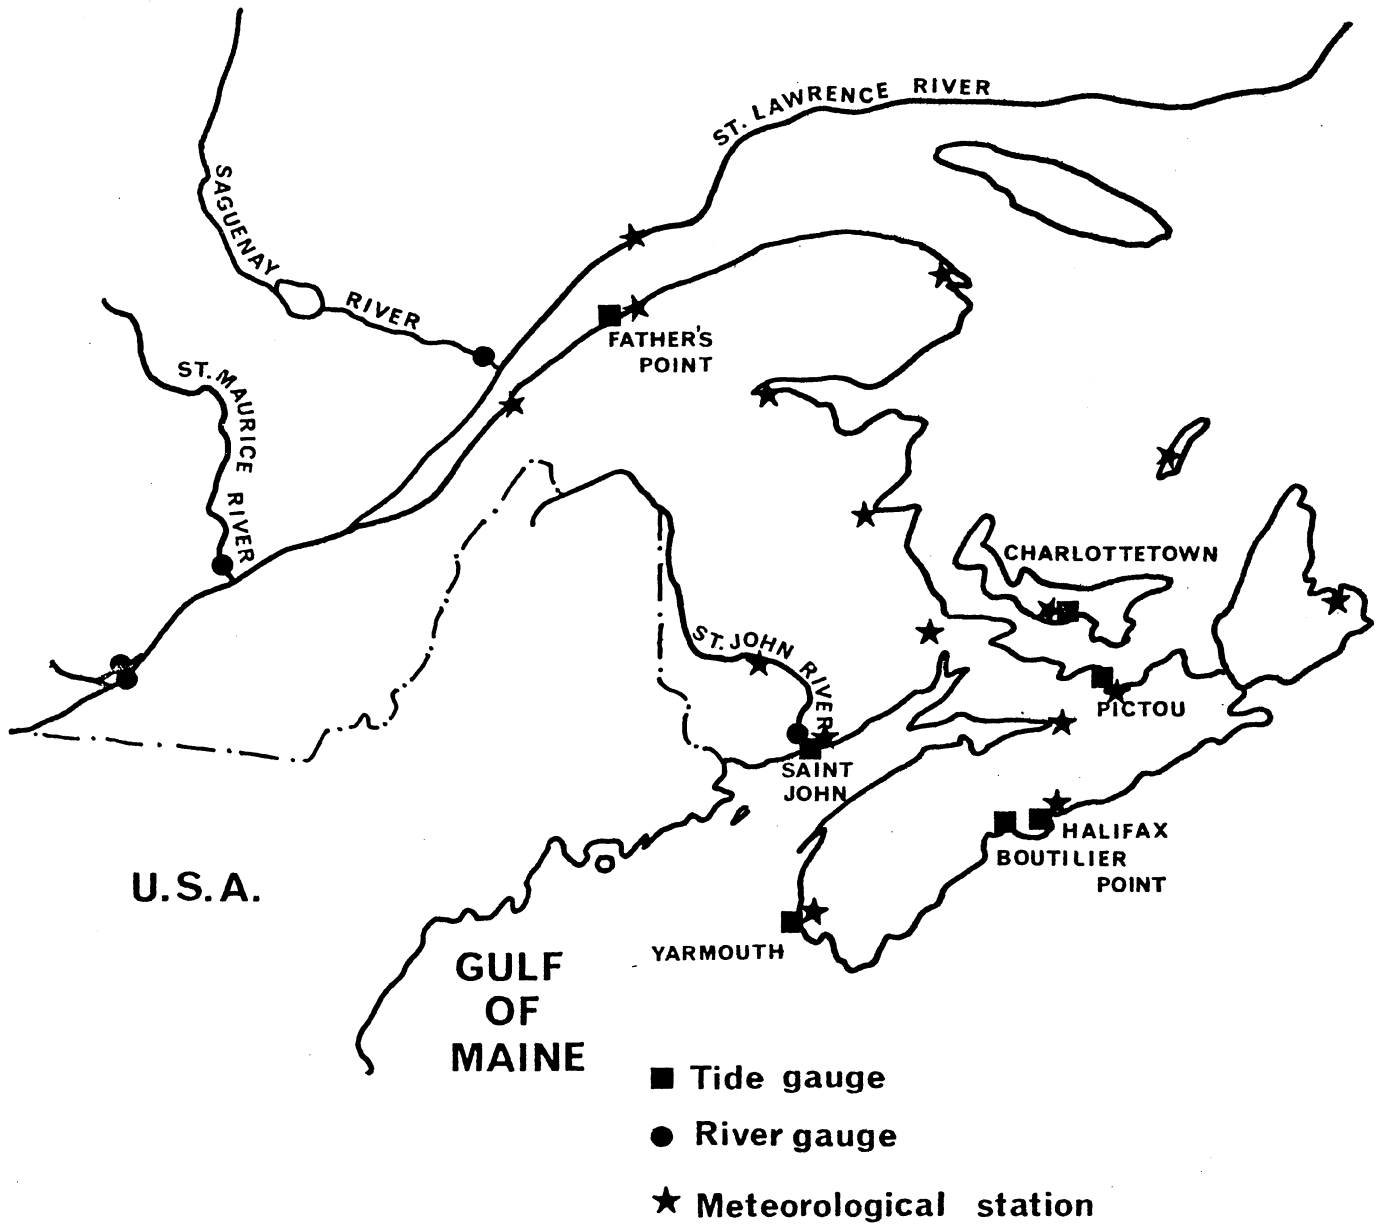 ST. LAWRENCE RIVER
SAGUENAY RIVER
ST. MAURICE RIVER
FATHER'S
POINT
CHARLOTTETOWN
ST. JOHN RIVER
PICTOU
SAINT
JOHN
HALIFAX
BOUTILIER
POINT
YARMOUTH
U.S.A.
GULF
OF
MAINE
Tide gauge
River gauge
Meteorological station